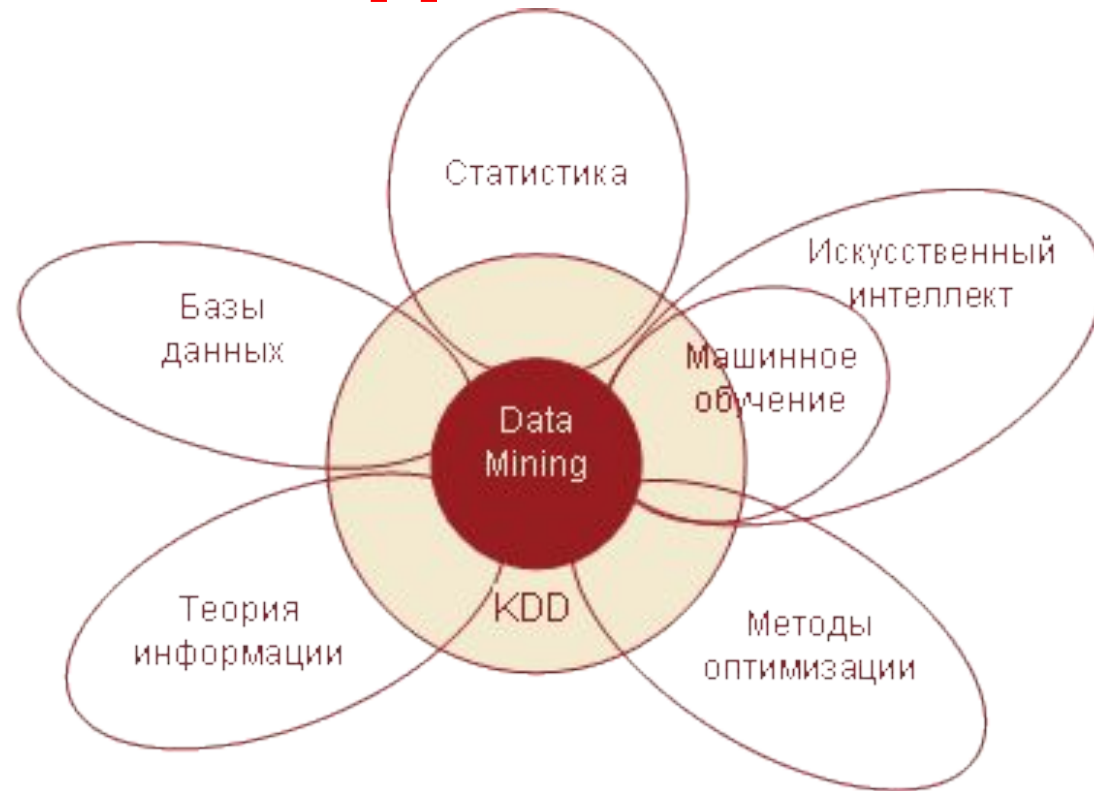 Статистика
Искусственный
интеллект
Базы
данных
Машинное
обучение
Data
Mining
KDD
Теория
информации
Методы
оптимизации